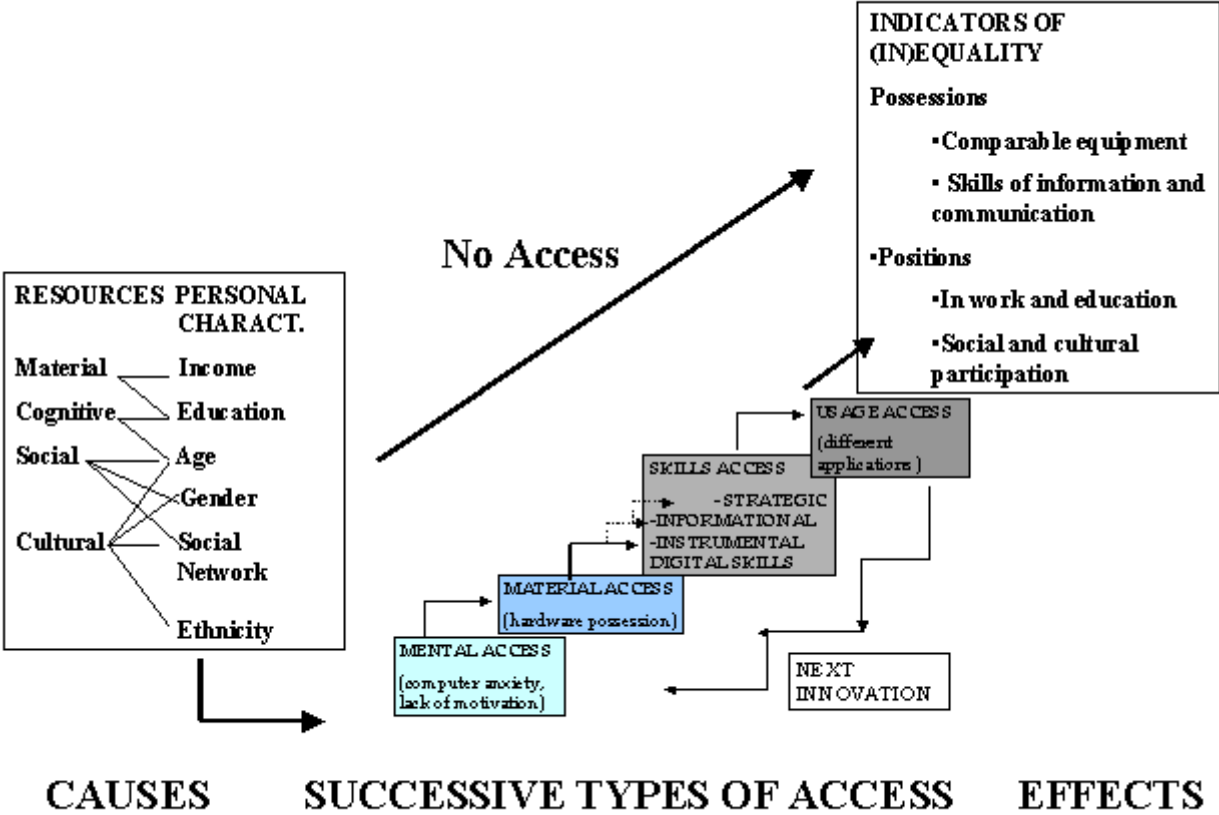 INDICATORS OF
(IN)EQUALITY
Possessions
•Comparable equipment
• Skills of information and
communication
•Positions
•In work and education
•Social and cultural
participation
No Access
RESOURCES PERSONAL
CHARACT.
Material Income
Cognitive Education
Social Age
Gender
Cultural Social
Network
Ethnicity
USAGE ACCESS
(different
applications )
SKILLS ACCESS
-STRATEGIC
-INFORMATIONAL
-INSTRUMENTAL
DIGITAL SKILLS
MATERIAL ACCESS
(hardware possession)
MENTAL ACCESS
(computer anxiety,
lack of motivation)
NEXT
INNOVATION
CAUSES SUCCESSIVE TYPES OF ACCESS EFFECTS